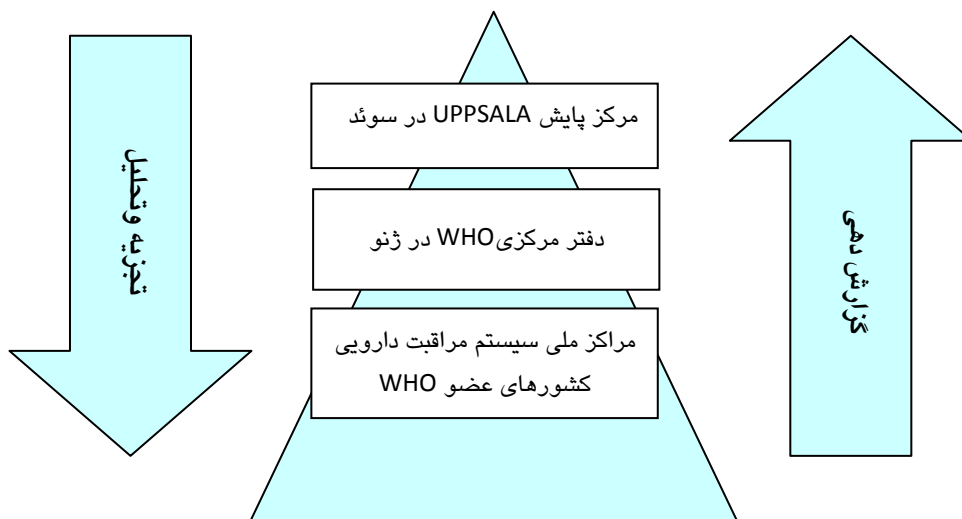 مرکز پایش UPPSALA در سوئد
دفتر مرکزیWHO در ژنو
مراکز ملی سیستم مراقبت دارویی
کشورهای عضو WHO
گزارش دهی
تجزیه وتحلیل